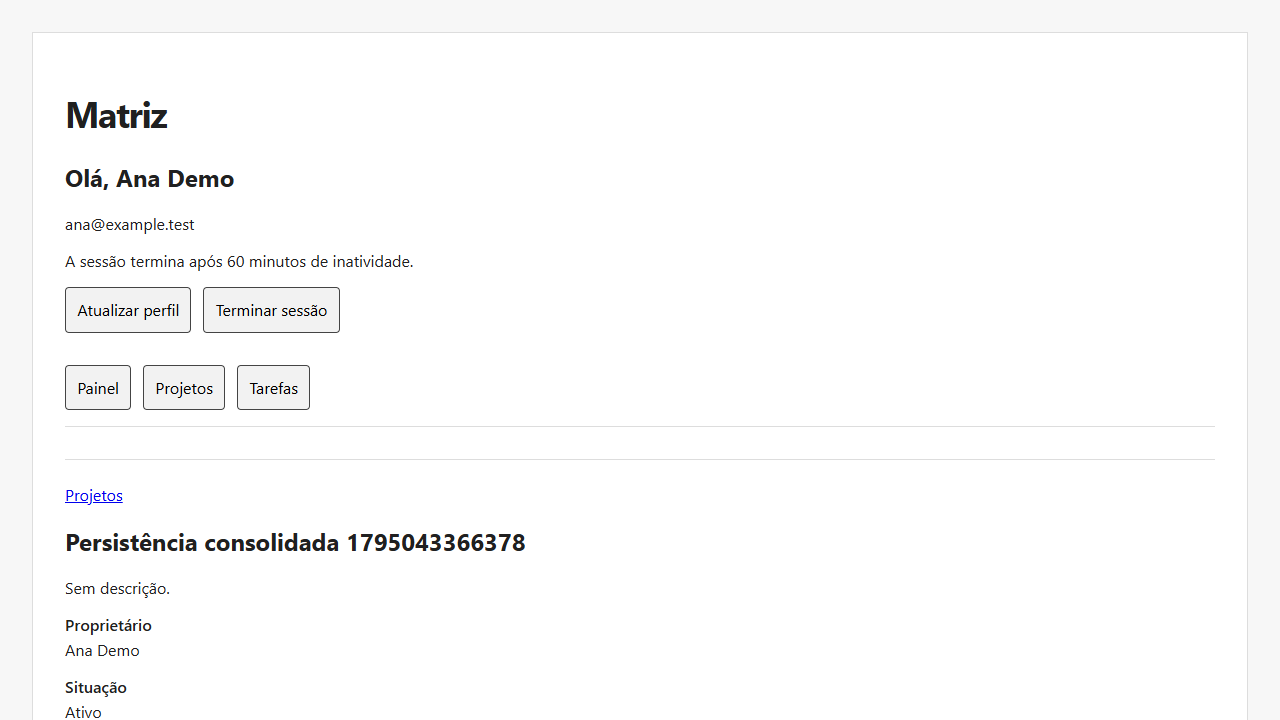 Matriz
Olá, Ana Demo
ana@example.test
A sessão termina após 60 minutos de inatividade.
Atualizar perfil
Terminar sessão
Painel
Projetos
Tarefas
Projetos
Persistência consolidada 1795043366378
Sem descrição.
Proprietário
Ana Demo
Situação
Ativo